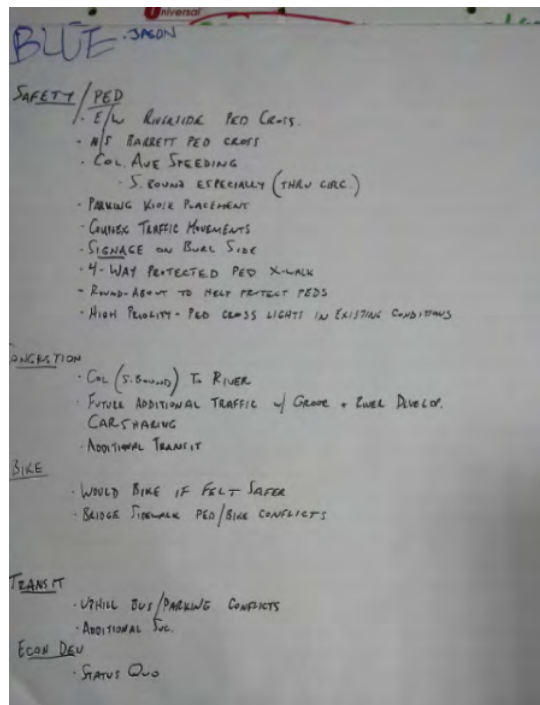 Universal
BLUE - JASON
SAFETY/PED
- E/W RIVERSIDE PED CROSS.
- N/S BARRETT PED CROSS
- COL. AVE SPEEDING
- S. BOUND ESPECIALLY (THRU CIRC.)
- PARKING KIOSK PLACEMENT
- COMPLEX TRAFFIC MOVEMENTS
- SIGNAGE ON BURL SIDE
- 4-WAY PROTECTED PED X-WALK
- ROUND-ABOUT TO HELP PROTECT PEDS
- HIGH PRIORITY - PED CROSS LIGHTS IN EXISTING CONDITIONS
CONGESTION
- COL (S. BOUND) TO RIVER
- FUTURE ADDITIONAL TRAFFIC W/ GROVE + RIVER DEVELOP.
CAR SHARING
- ADDITIONAL TRANSIT
BIKE
- WOULD BIKE IF FELT SAFER
- BRIDGE SIDEWALK PED/BIKE CONFLICTS
TRANSIT
- UPHILL BUS/PARKING CONFLICTS
- ADDITIONAL SVC.
ECON DEV
- STATUS QUO